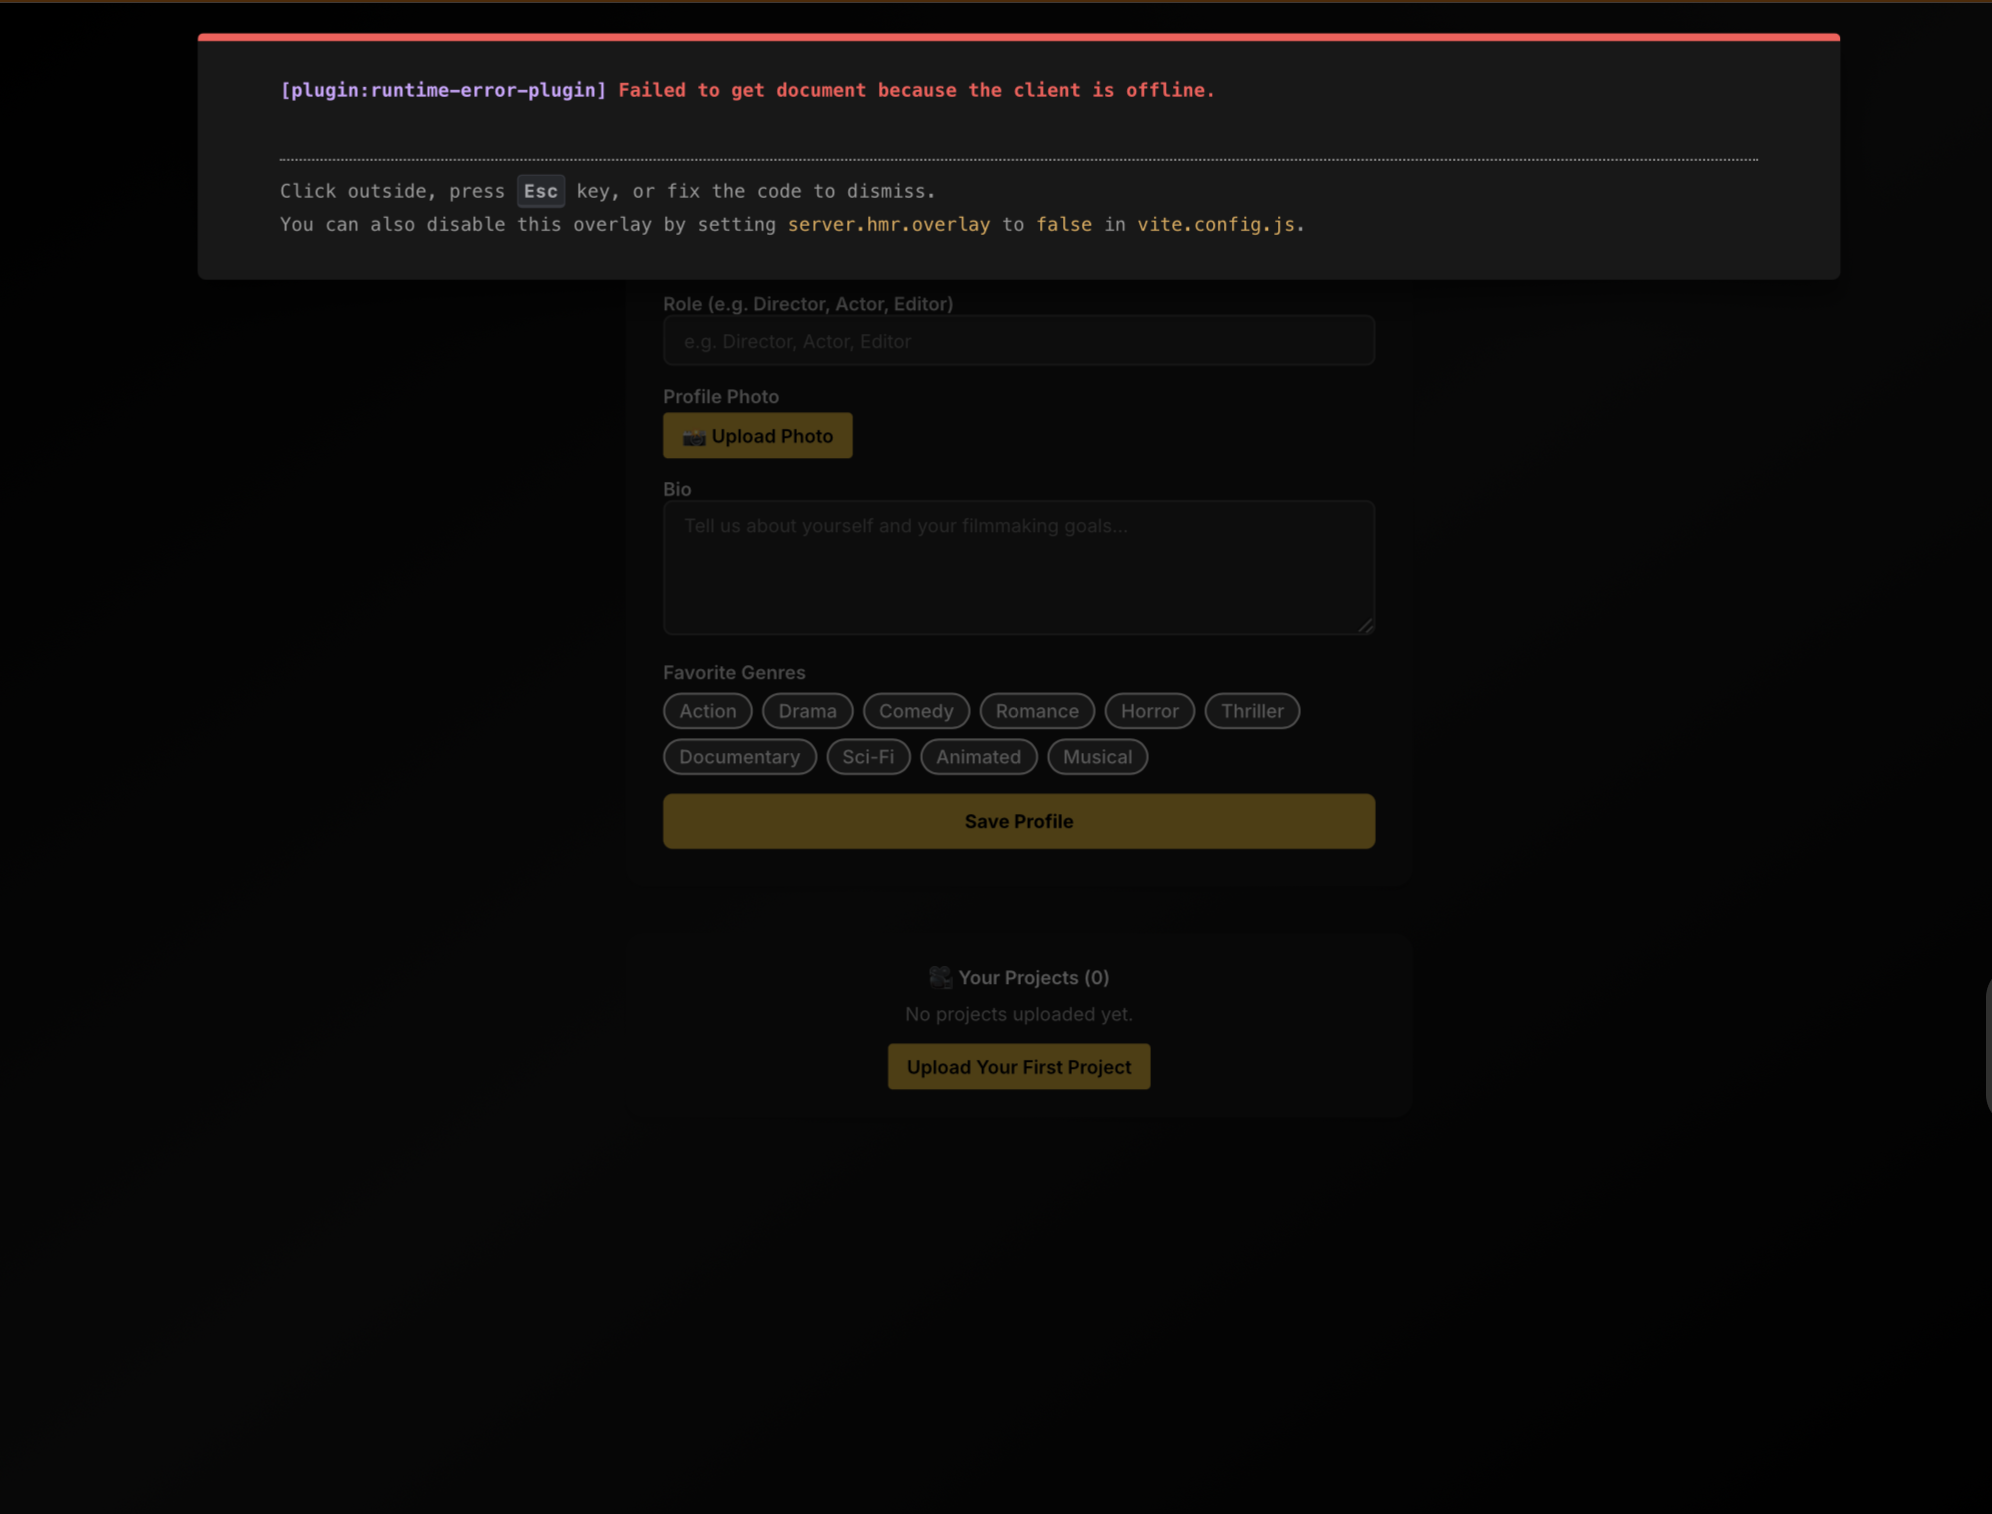 [plugin:runtime-error-plugin] Failed to get document because the client is offline.
Click outside, press Esc key, or fix the code to dismiss.
You can also disable this overlay by setting server.hmr.overlay to false in vite.config.js.
Role (e.g. Director, Actor, Editor)
e.g. Director, Actor, Editor
Profile Photo
📸 Upload Photo
Bio
Tell us about yourself and your filmmaking goals...
Favorite Genres
Action Drama Comedy Romance Horror Thriller
Documentary Sci-Fi Animated Musical
Save Profile
🎥 Your Projects (0)
No projects uploaded yet.
Upload Your First Project